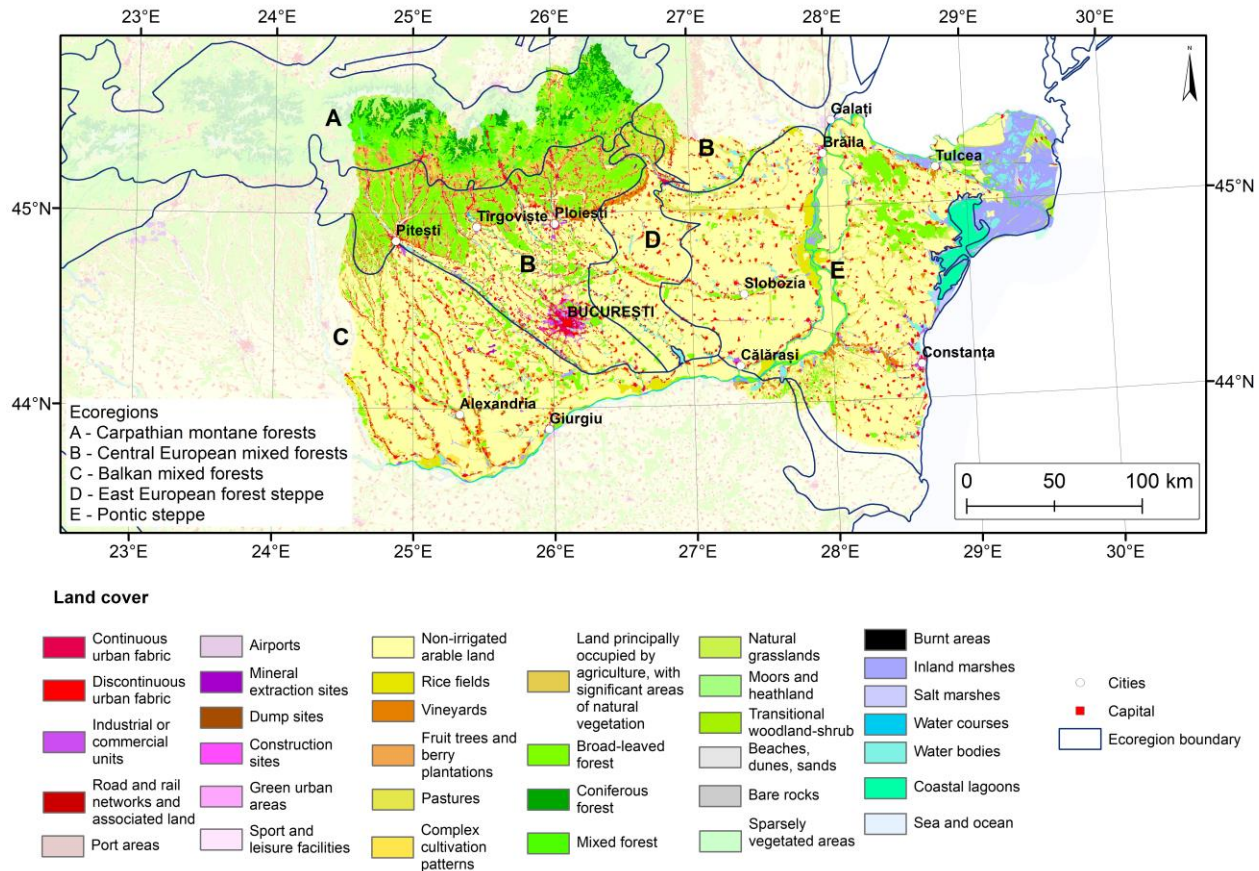 23°E 24°E 25°E 26°E 27°E 28°E 29°E 30°E
N
Galați
A
B
Brăila
Tulcea
45°N 45°N
Tîrgoviște Ploiești
Pitești
D
B
E
Slobozia
BUCUREȘTI
C
Călărași
Constanța
44°N 44°N
Alexandria
Giurgiu
Ecoregions
A - Carpathian montane forests
B - Central European mixed forests
C - Balkan mixed forests
D - East European forest steppe
E - Pontic steppe
0 50 100 km
23°E 24°E 25°E 26°E 27°E 28°E 29°E 30°E
Land cover
Continuous
urban fabric
Discontinuous
urban fabric
Industrial or
commercial
units
Road and rail
networks and
associated land
Port areas
Airports
Mineral
extraction sites
Dump sites
Construction
sites
Green urban
areas
Sport and
leisure facilities
Non-irrigated
arable land
Rice fields
Vineyards
Fruit trees and
berry
plantations
Pastures
Complex
cultivation
patterns
Land principally
occupied by
agriculture, with
significant areas
of natural
vegetation
Broad-leaved
forest
Coniferous
forest
Mixed forest
Natural
grasslands
Moors and
heathland
Transitional
woodland-shrub
Beaches,
dunes, sands
Bare rocks
Sparsely
vegetated areas
Burnt areas
Inland marshes
Salt marshes
Water courses
Water bodies
Coastal lagoons
Sea and ocean
Cities
Capital
Ecoregion boundary